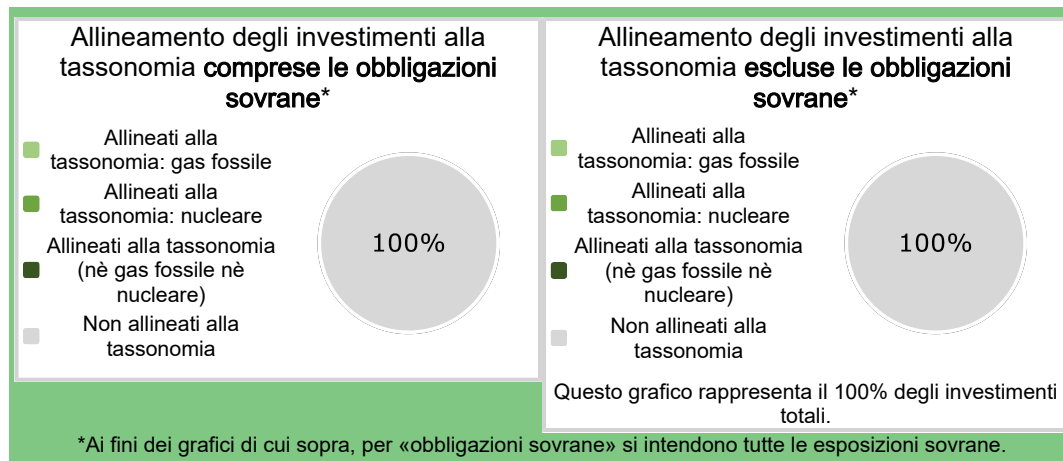 Allineamento degli investimenti alla
tassonomia comprese le obbligazioni
sovrane*
Allineati alla
tassonomia: gas fossile
Allineati alla
tassonomia: nucleare
Allineati alla tassonomia
(nè gas fossile nè
nucleare)
Non allineati alla
tassonomia
100%
Allineamento degli investimenti alla
tassonomia escluse le obbligazioni
sovrane*
Allineati alla
tassonomia: gas fossile
Allineati alla
tassonomia: nucleare
Allineati alla tassonomia
(nè gas fossile nè
nucleare)
Non allineati alla
tassonomia
100%
Questo grafico rappresenta il 100% degli investimenti
totali.
*Ai fini dei grafici di cui sopra, per «obbligazioni sovrane» si intendono tutte le esposizioni sovrane.